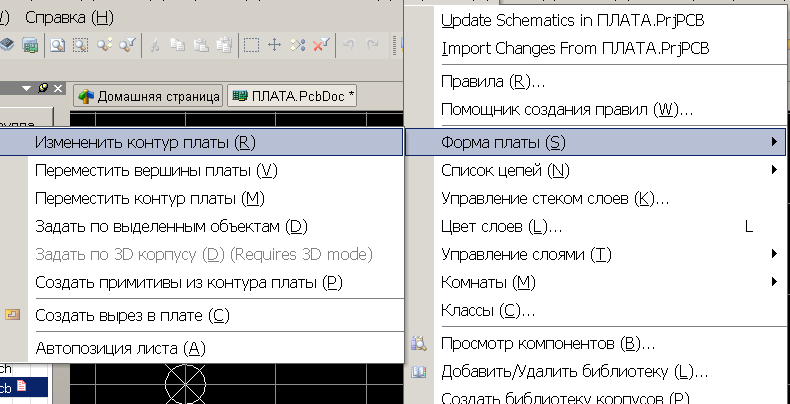 Справка (H)
Домашняя страница
ПЛАТА.PcbDoc *
Измененить контур платы (R)
Переместить вершины платы (V)
Переместить контур платы (M)
Задать по выделенным объектам (D)
Задать по 3D корпусу (D) (Requires 3D mode)
Создать примитивы из контура платы (P)
Создать вырез в плате (C)
Автопозиция листа (A)
Update Schematics in ПЛАТА.PrjPCB
Import Changes From ПЛАТА.PrjPCB
Правила (R)...
Помощник создания правил (W)...
Форма платы (S)
Список цепей (N)
Управление стеком слоев (K)...
Цвет слоев (L)... L
Управление слоями (T)
Комнаты (M)
Классы (C)...
Просмотр компонентов (B)...
Добавить/Удалить библиотеку (L)...
Создать библиотеку корпусов (P)